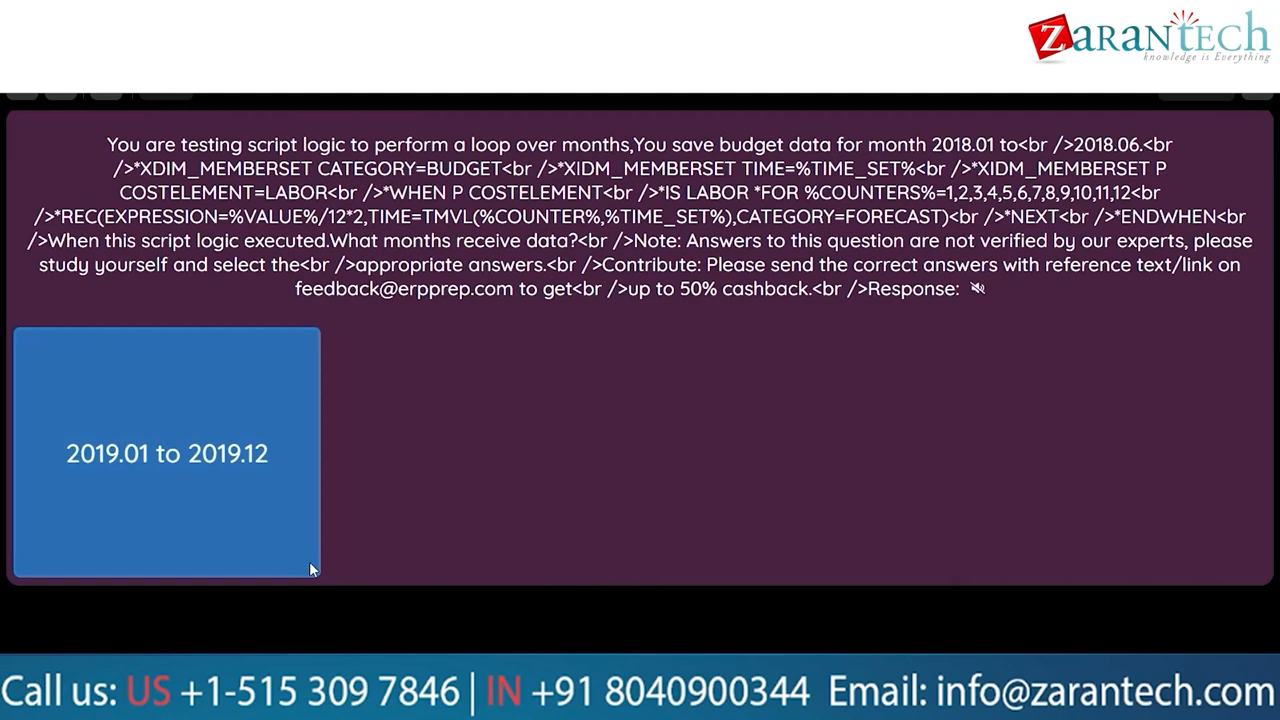 ZARANTECH
knowledge is Everything
You are testing script logic to perform a loop over months,You save budget data for month 2018.01 to<br />2018.06.<br
/>*XDIM_MEMBERSET CATEGORY=BUDGET<br />*XIDM_MEMBERSET TIME=%TIME_SET%<br />*XIDM_MEMBERSET P
COSTELEMENT=LABOR<br />*WHEN P COSTELEMENT<br />*IS LABOR *FOR %COUNTERS%=1,2,3,4,5,6,7,8,9,10,11,12<br
/>*REC(EXPRESSION=%VALUE%/12*2,TIME=TMVL(%COUNTER%,%TIME_SET%),CATEGORY=FORECAST)<br />*NEXT<br />*ENDWHEN<br
/>When this script logic executed.What months receive data?<br />Note: Answers to this question are not verified by our experts, please
study yourself and select the<br />appropriate answers.<br />Contribute: Please send the correct answers with reference text/link on
feedback@erpprep.com to get<br />up to 50% cashback.<br />Response:
2019.01 to 2019.12
Call us: US +1-515 309 7846 | IN +91 8040900344 Email: info@zarantech.com